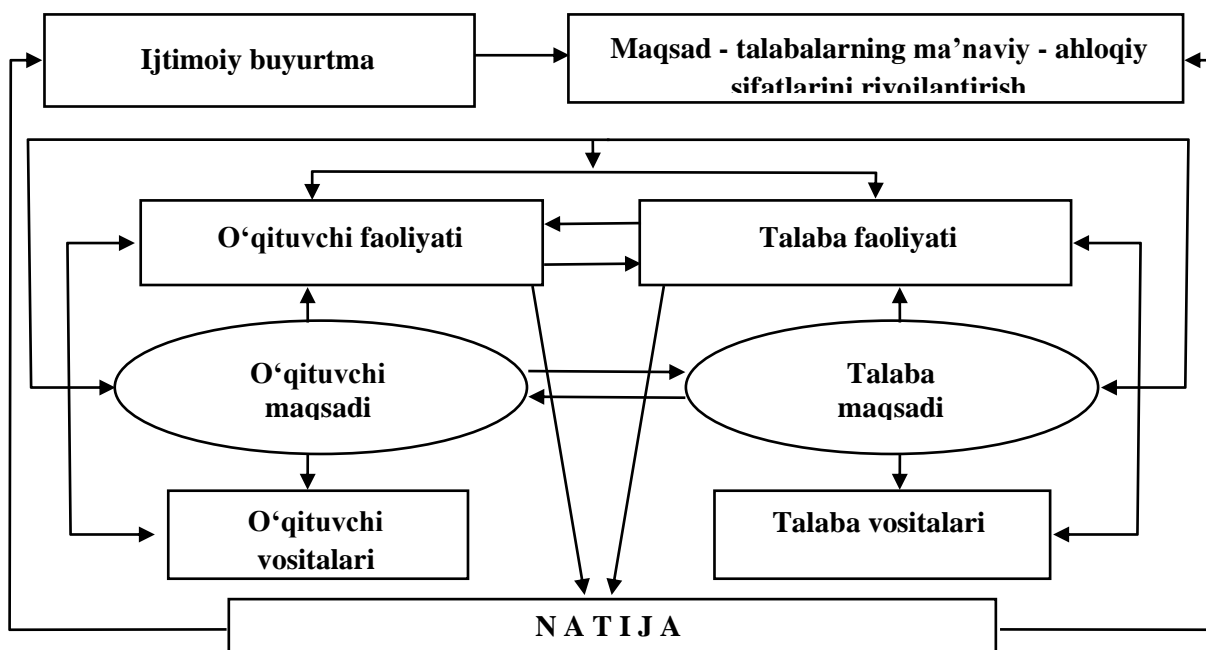 Ijtimoiy buyurtma
Maqsad - talabalarning ma’naviy - ahloqiy
sifatlarini rivojlantirish
O‘qituvchi faoliyati
Talaba faoliyati
O‘qituvchi
maqsadi
Talaba
maqsadi
O‘qituvchi
vositalari
Talaba vositalari
N A T I J A